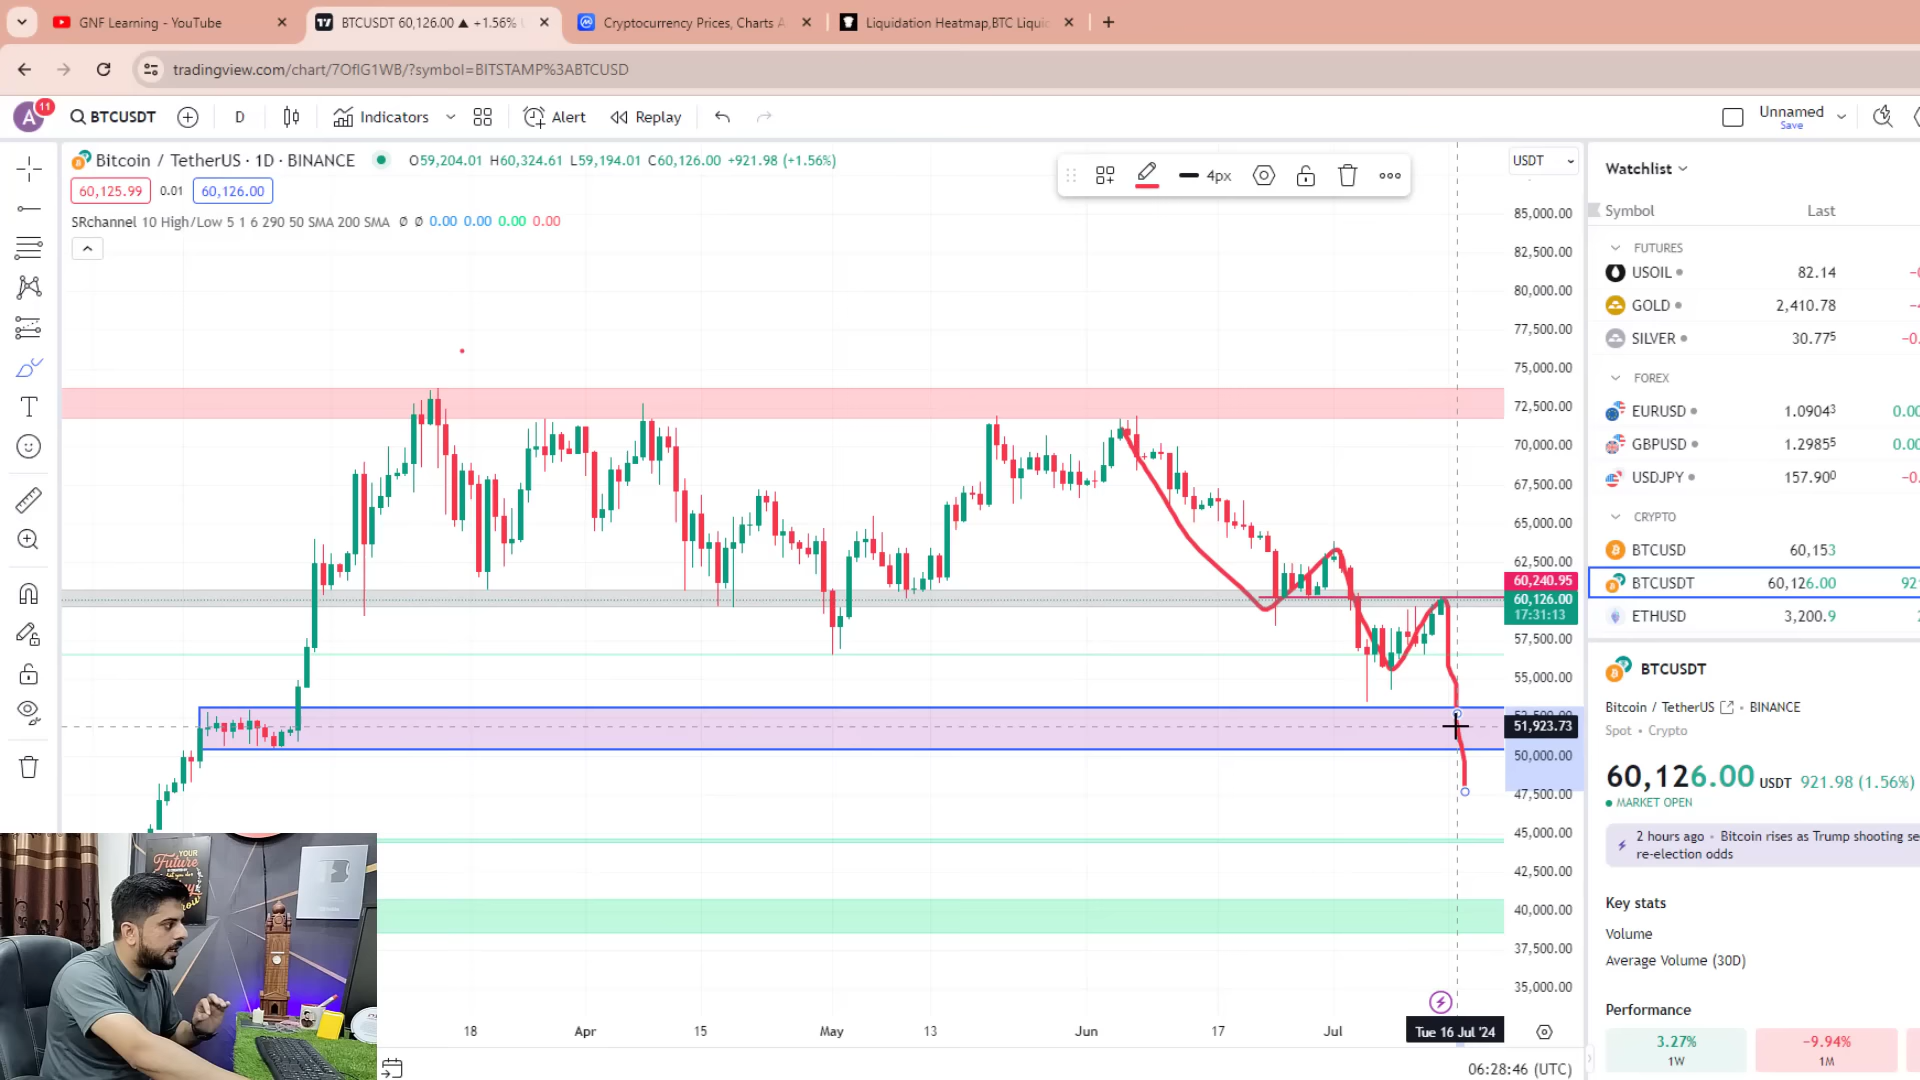 GNF Learning - YouTube
BTCUSDT 60,126.00 ▲ +1.56%
Cryptocurrency Prices, Charts A
Liquidation Heatmap,BTC Liqui
tradingview.com/chart/7OflG1WB/?symbol=BITSTAMP%3ABTCUSD
A 11 BTCUSDT D Indicators Alert Replay Unnamed
Save
Bitcoin / TetherUS · 1D · BINANCE O59,204.01 H60,324.61 L59,194.01 C60,126.00 +921.98 (+1.56%)
60,125.99 0.01 60,126.00
SRchannel 10 High/Low 5 1 6 290 50 SMA 200 SMA Ø Ø 0.00 0.00 0.00 0.00
4px
USDT
85,000.00
82,500.00
80,000.00
77,500.00
75,000.00
72,500.00
70,000.00
67,500.00
65,000.00
62,500.00
60,240.95
60,126.00
17:31:13
57,500.00
55,000.00
51,923.73
50,000.00
47,500.00
45,000.00
42,500.00
40,000.00
37,500.00
35,000.00
18 Apr 15 May 13 Jun 17 Jul Tue 16 Jul '24
06:28:46 (UTC)
Watchlist
Symbol Last
FUTURES
USOIL 82.14
GOLD 2,410.78
SILVER 30.775
FOREX
EURUSD 1.09043 0.00
GBPUSD 1.29855 0.00
USDJPY 157.900 -0.
CRYPTO
BTCUSD 60,153
BTCUSDT 60,126.00 92
ETHUSD 3,200.9
BTCUSDT
Bitcoin / TetherUS • BINANCE
Spot • Crypto
60,126.00 USDT 921.98 (1.56%)
MARKET OPEN
2 hours ago • Bitcoin rises as Trump shooting se
re-election odds
Key stats
Volume
Average Volume (30D)
Performance
3.27%
1W
−9.94%
1M
YOUR
Future